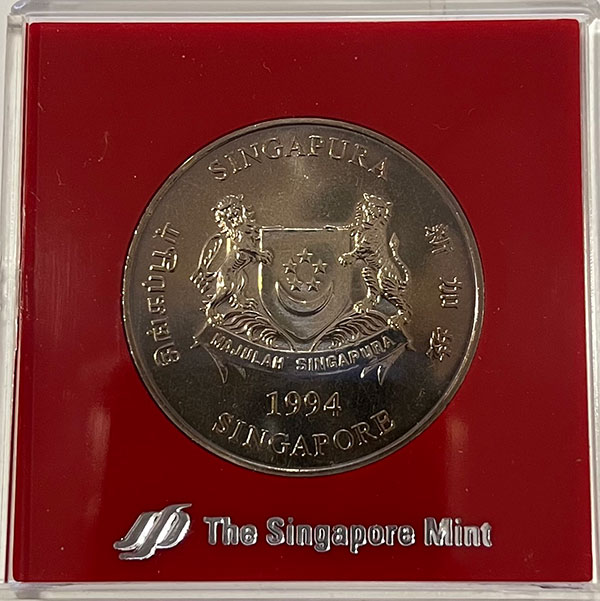 SINGAPURA
சிங்கப்பூர்
新加坡
MAJULAH SINGAPURA
1994
SINGAPORE
The Singapore Mint